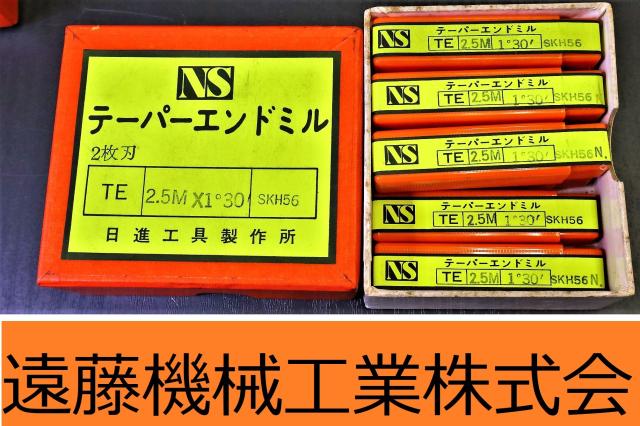 NS
テーパーエンドミル
2枚刃
TE 2.5M X1°30′ SKH56
日進工具製作所
NS テーパーエンドミル
TE 2.5M 1°30′ SKH56
NS テーパーエンドミル
TE 2.5M 1°30′ SKH56 N
NS テーパーエンドミル
TE 2.5M 1°30′ SKH56 N.
NS テーパーエンドミル
TE 2.5M 1°30′ SKH56
NS テーパーエンドミル
TE 2.5M 1°30′ SKH56 N.
遠藤機械工業株式会